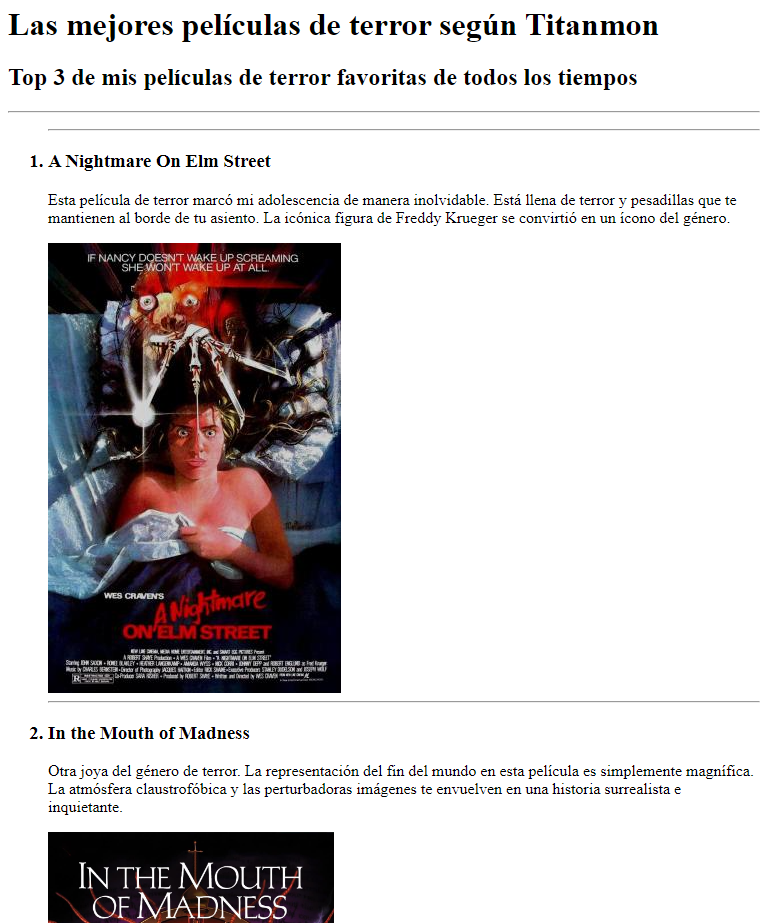 Las mejores películas de terror según Titanmon
Top 3 de mis películas de terror favoritas de todos los tiempos
1. A Nightmare On Elm Street
Esta película de terror marcó mi adolescencia de manera inolvidable. Está llena de terror y pesadillas que te
mantienen al borde de tu asiento. La icónica figura de Freddy Krueger se convirtió en un ícono del género.
IF NANCY DOESN'T WAKE UP SCREAMING
SHE WON'T WAKE UP AT ALL.
WES CRAVEN'S
A Nightmare
ON ELM STREET
2. In the Mouth of Madness
Otra joya del género de terror. La representación del fin del mundo en esta película es simplemente magnífica.
La atmósfera claustrofóbica y las perturbadoras imágenes te envuelven en una historia surrealista e
inquietante.
IN THE MOUTH
OF MADNESS